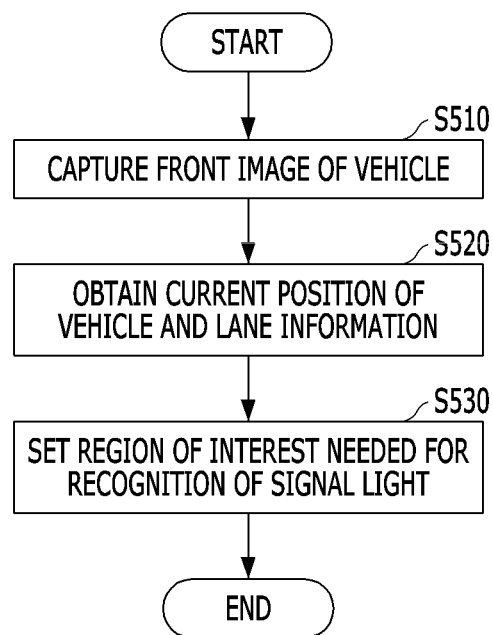 START
S510
CAPTURE FRONT IMAGE OF VEHICLE
S520
OBTAIN CURRENT POSITION OF
VEHICLE AND LANE INFORMATION
S530
SET REGION OF INTEREST NEEDED FOR
RECOGNITION OF SIGNAL LIGHT
END